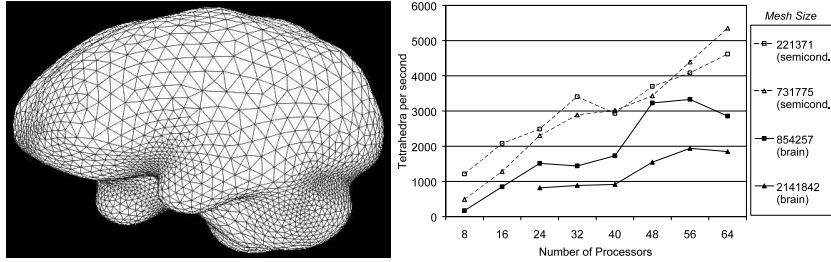 Mesh Size
6000
5000
4000
3000
2000
1000
0
Tetrahedra per second
8 16 24 32 40 48 56 64
Number of Processors
221371
(semicond.
731775
(semicond.
854257
(brain)
2141842
(brain)